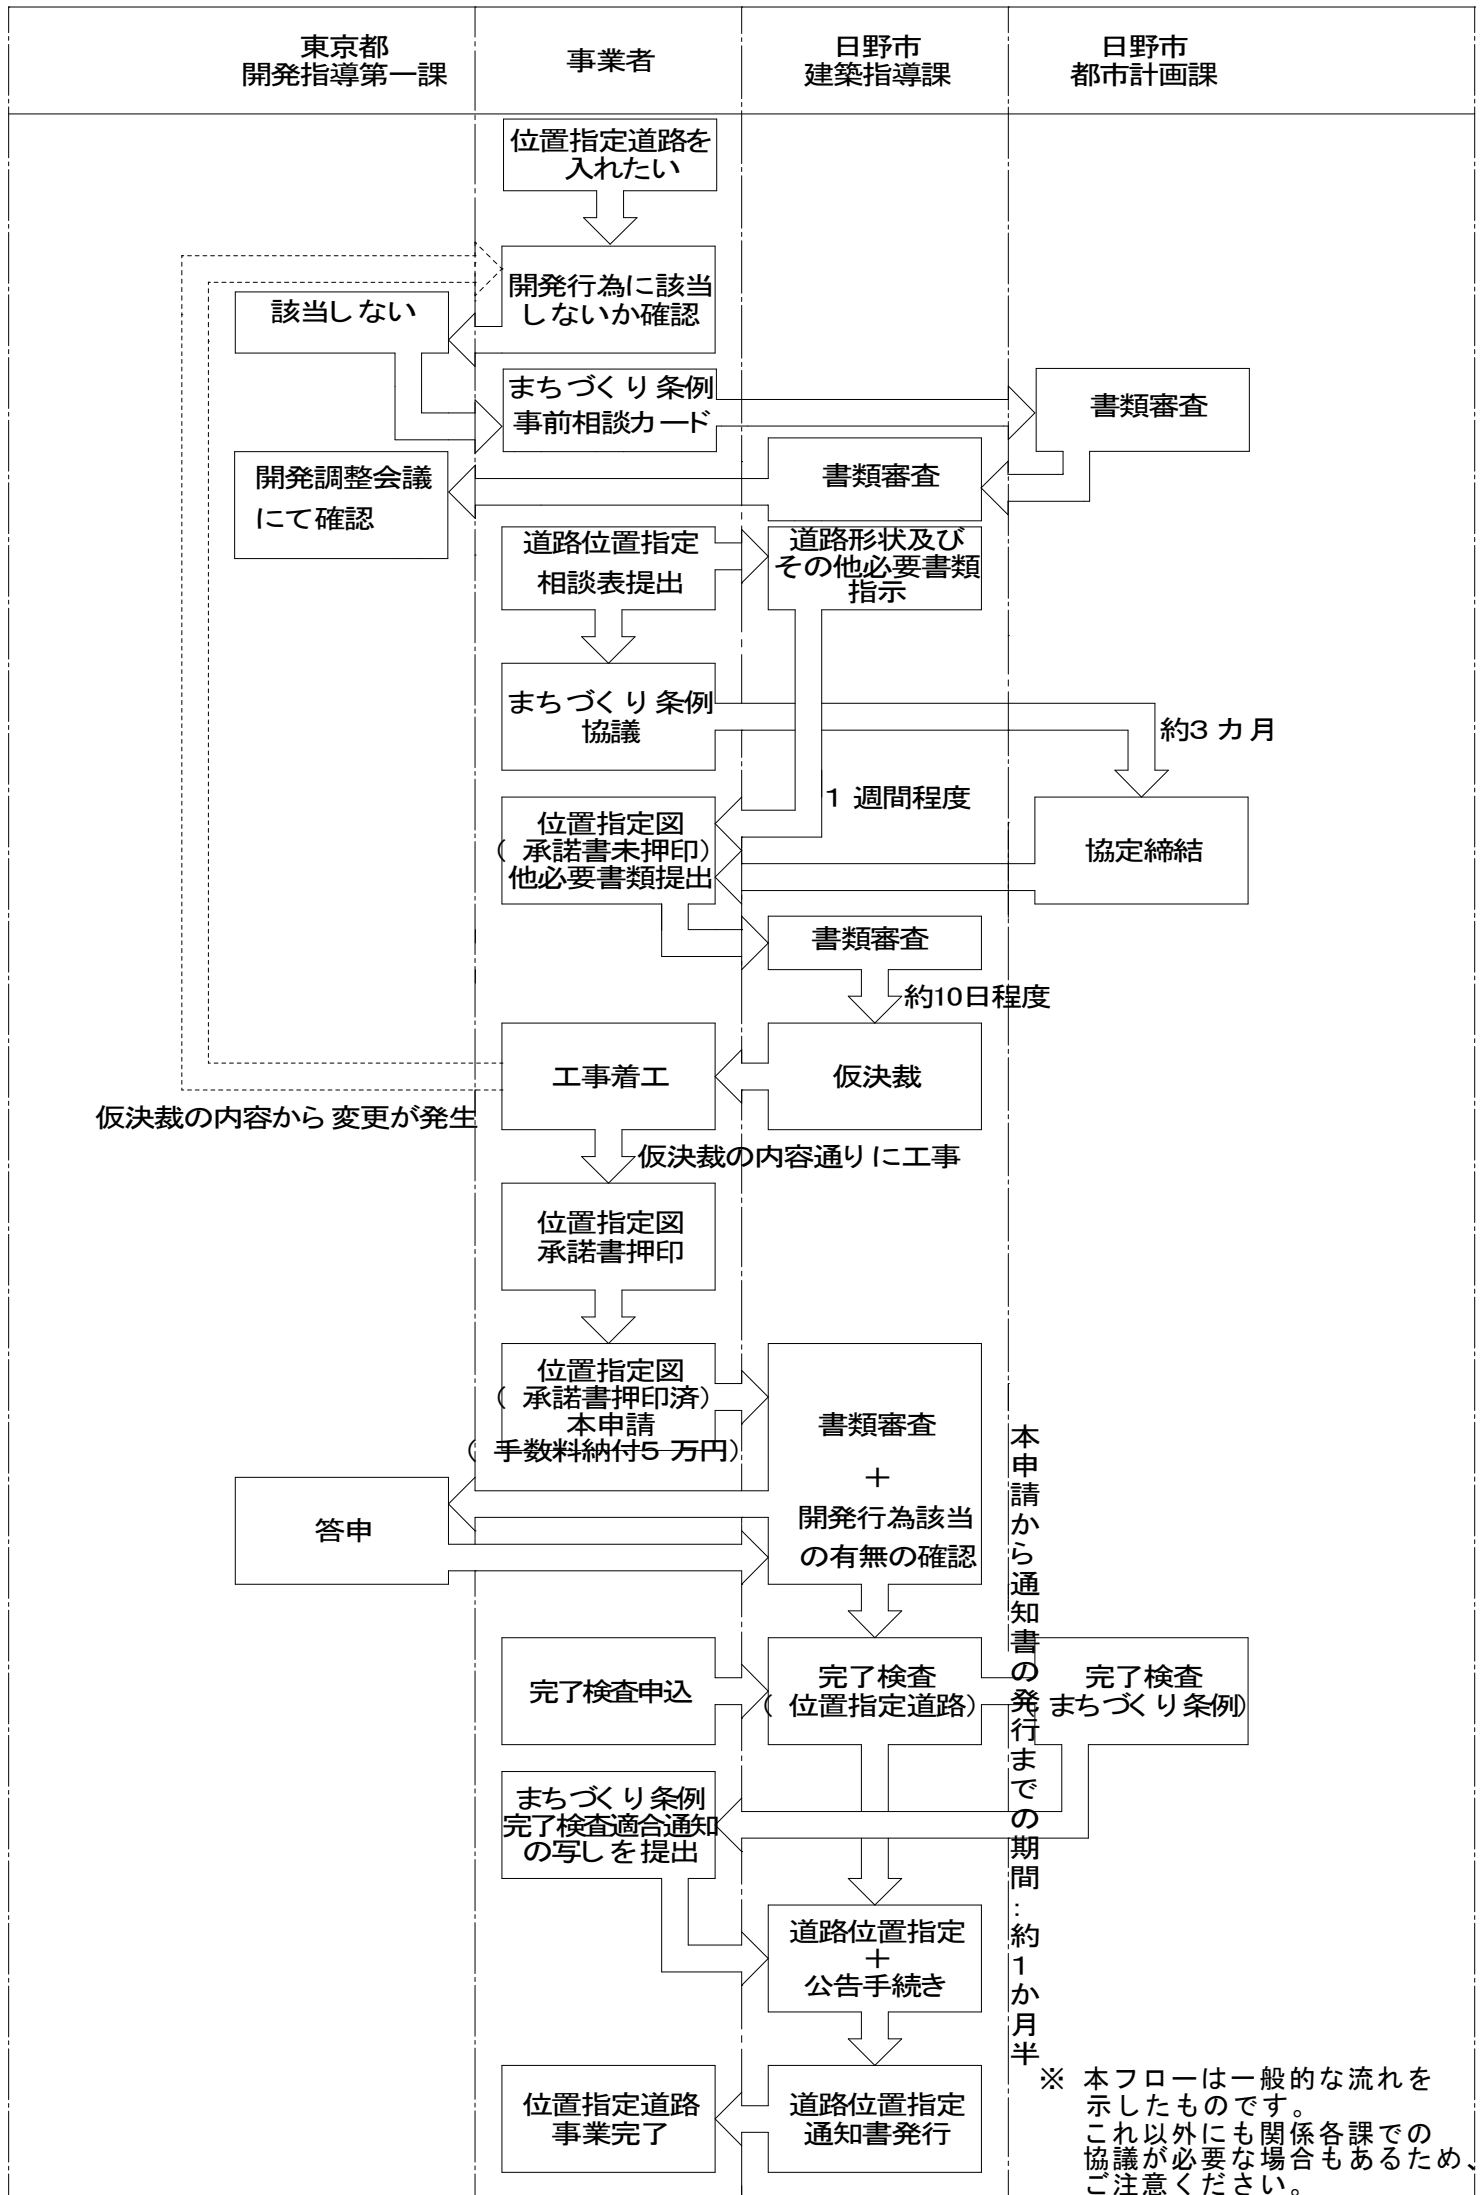 東京都
開発指導第一課
事業者
日野市
建築指導課
日野市
都市計画課
位置指定道路を
入れたい
開発行為に該当
しないか確認
該当しない
まちづくり条例
事前相談カード
書類審査
書類審査
開発調整会議
にて確認
道路位置指定
相談表提出
道路形状及び
その他必要書類
指示
まちづくり条例
協議
約3カ月
1週間程度
位置指定図
(承諾書未押印)
他必要書類提出
協定締結
書類審査
約10日程度
工事着工
仮決裁
仮決裁の内容から変更が発生
仮決裁の内容通りに工事
位置指定図
承諾書押印
位置指定図
(承諾書押印済)
本申請
(手数料納付5万円)
書類審査
+
開発行為該当
の有無の確認
答申
本申請から通知書の発行までの期間:約1か月半
完了検査申込
完了検査
(位置指定道路)
完了検査
まちづくり条例)
まちづくり条例
完了検査適合通知
の写しを提出
道路位置指定
+
公告手続き
位置指定道路
事業完了
道路位置指定
通知書発行
※ 本フローは一般的な流れを
示したものです。
これ以外にも関係各課での
協議が必要な場合もあるため、
ご注意ください。